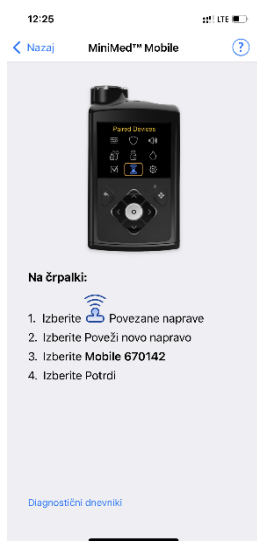 12:25
LTE
Nazaj
MiniMed™ Mobile
?
Paired Devices
Na črpalki:
1. Izberite Povezane naprave
2. Izberite Poveži novo napravo
3. Izberite Mobile 670142
4. Izberite Potrdi
Diagnostični dnevniki